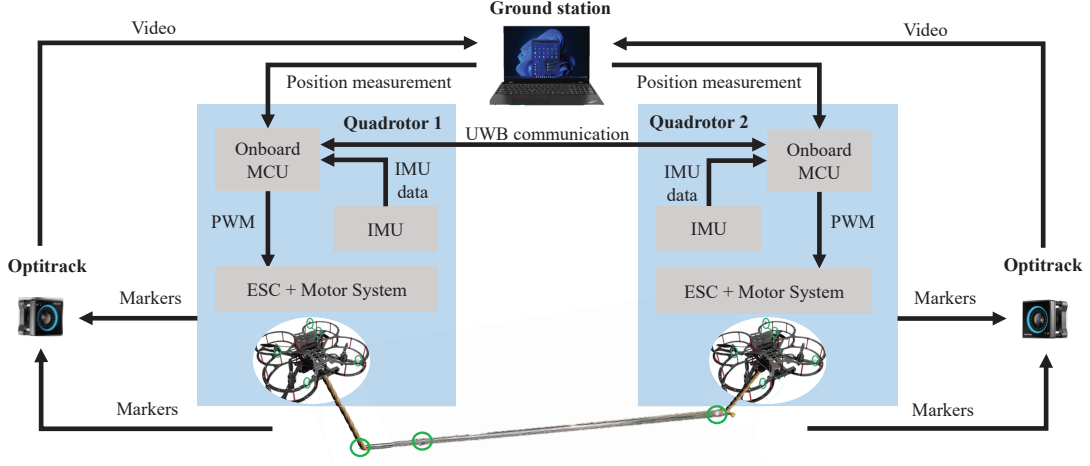 Ground station
Video
Video
Position measurement
Position measurement
Quadrotor 1
UWB communication
Quadrotor 2
Onboard
MCU
Onboard
MCU
IMU
data
IMU
data
PWM
IMU
IMU
PWM
Optitrack
Optitrack
ESC + Motor System
ESC + Motor System
Markers
Markers
Markers
Markers